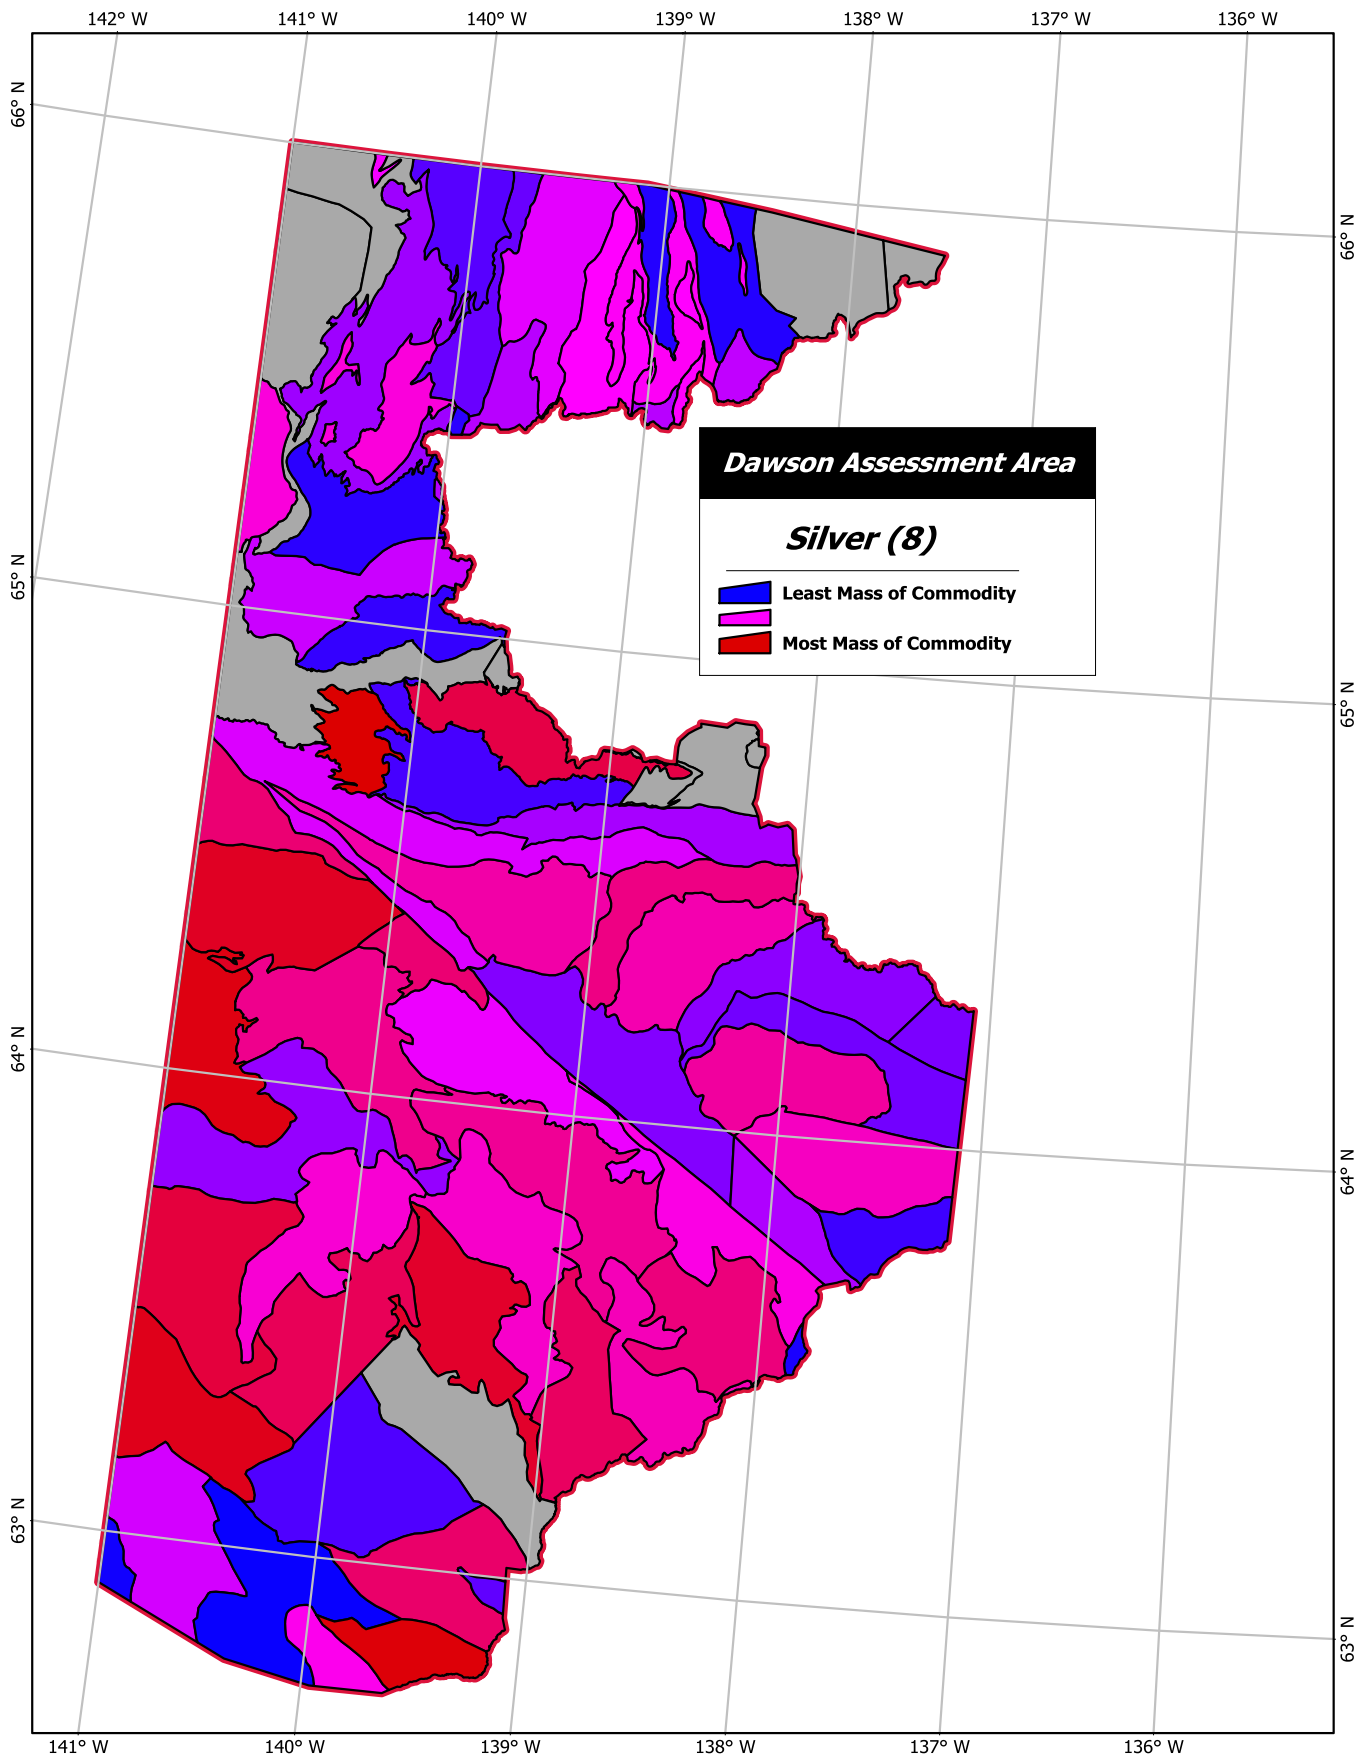 142° W 141° W 140° W 139° W 138° W 137° W 136° W
66° N
66° N
Dawson Assessment Area
Silver (8)
65° N
Least Mass of Commodity
Most Mass of Commodity
65° N
64° N
64° N
63° N
63° N
141° W 140° W 139° W 138° W 137° W 136° W